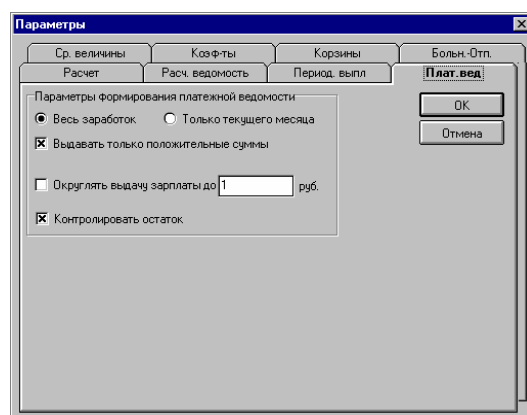 Параметры
Ср. величины Коэф-ты Корзины Больн.-Отп.
Расчет Расч. ведомость Период. выпл Плат.вед
Параметры формирования платежной ведомости
Весь заработок Только текущего месяца
Выдавать только положительные суммы
Округлять выдачу зарплаты до 1 руб.
Контролировать остаток
OK
Отмена